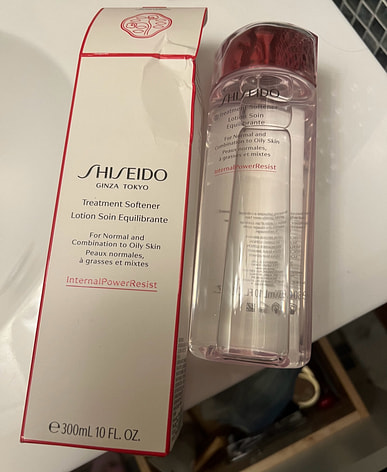 SHISEIDO
GINZA TOKYO
Treatment Softener
Lotion Soin Equilibrante
For Normal and
Combination to Oily Skin
Peaux normales,
à grasses et mixtes
InternalPowerResist
e 300mL 10 FL. OZ.
SHISEIDO
Treatment Softener
Lotion Soin
Equilibrante
For Normal and
Combination to Oily Skin
Peaux normales,
à grasses et mixtes
InternalPowerResist